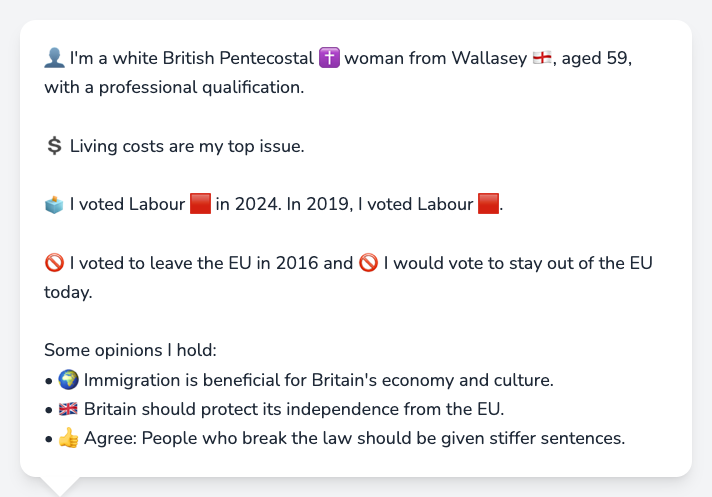 👤 I'm a white British Pentecostal ✝️ woman from Wallasey 🏴󠁧󠁢󠁥󠁮󠁧󠁿, aged 59,
with a professional qualification.
💲 Living costs are my top issue.
🗳️ I voted Labour 🟥 in 2024. In 2019, I voted Labour 🟥.
🚫 I voted to leave the EU in 2016 and 🚫 I would vote to stay out of the EU
today.
Some opinions I hold:
• 🌍 Immigration is beneficial for Britain's economy and culture.
• 🇬🇧 Britain should protect its independence from the EU.
• 👍 Agree: People who break the law should be given stiffer sentences.